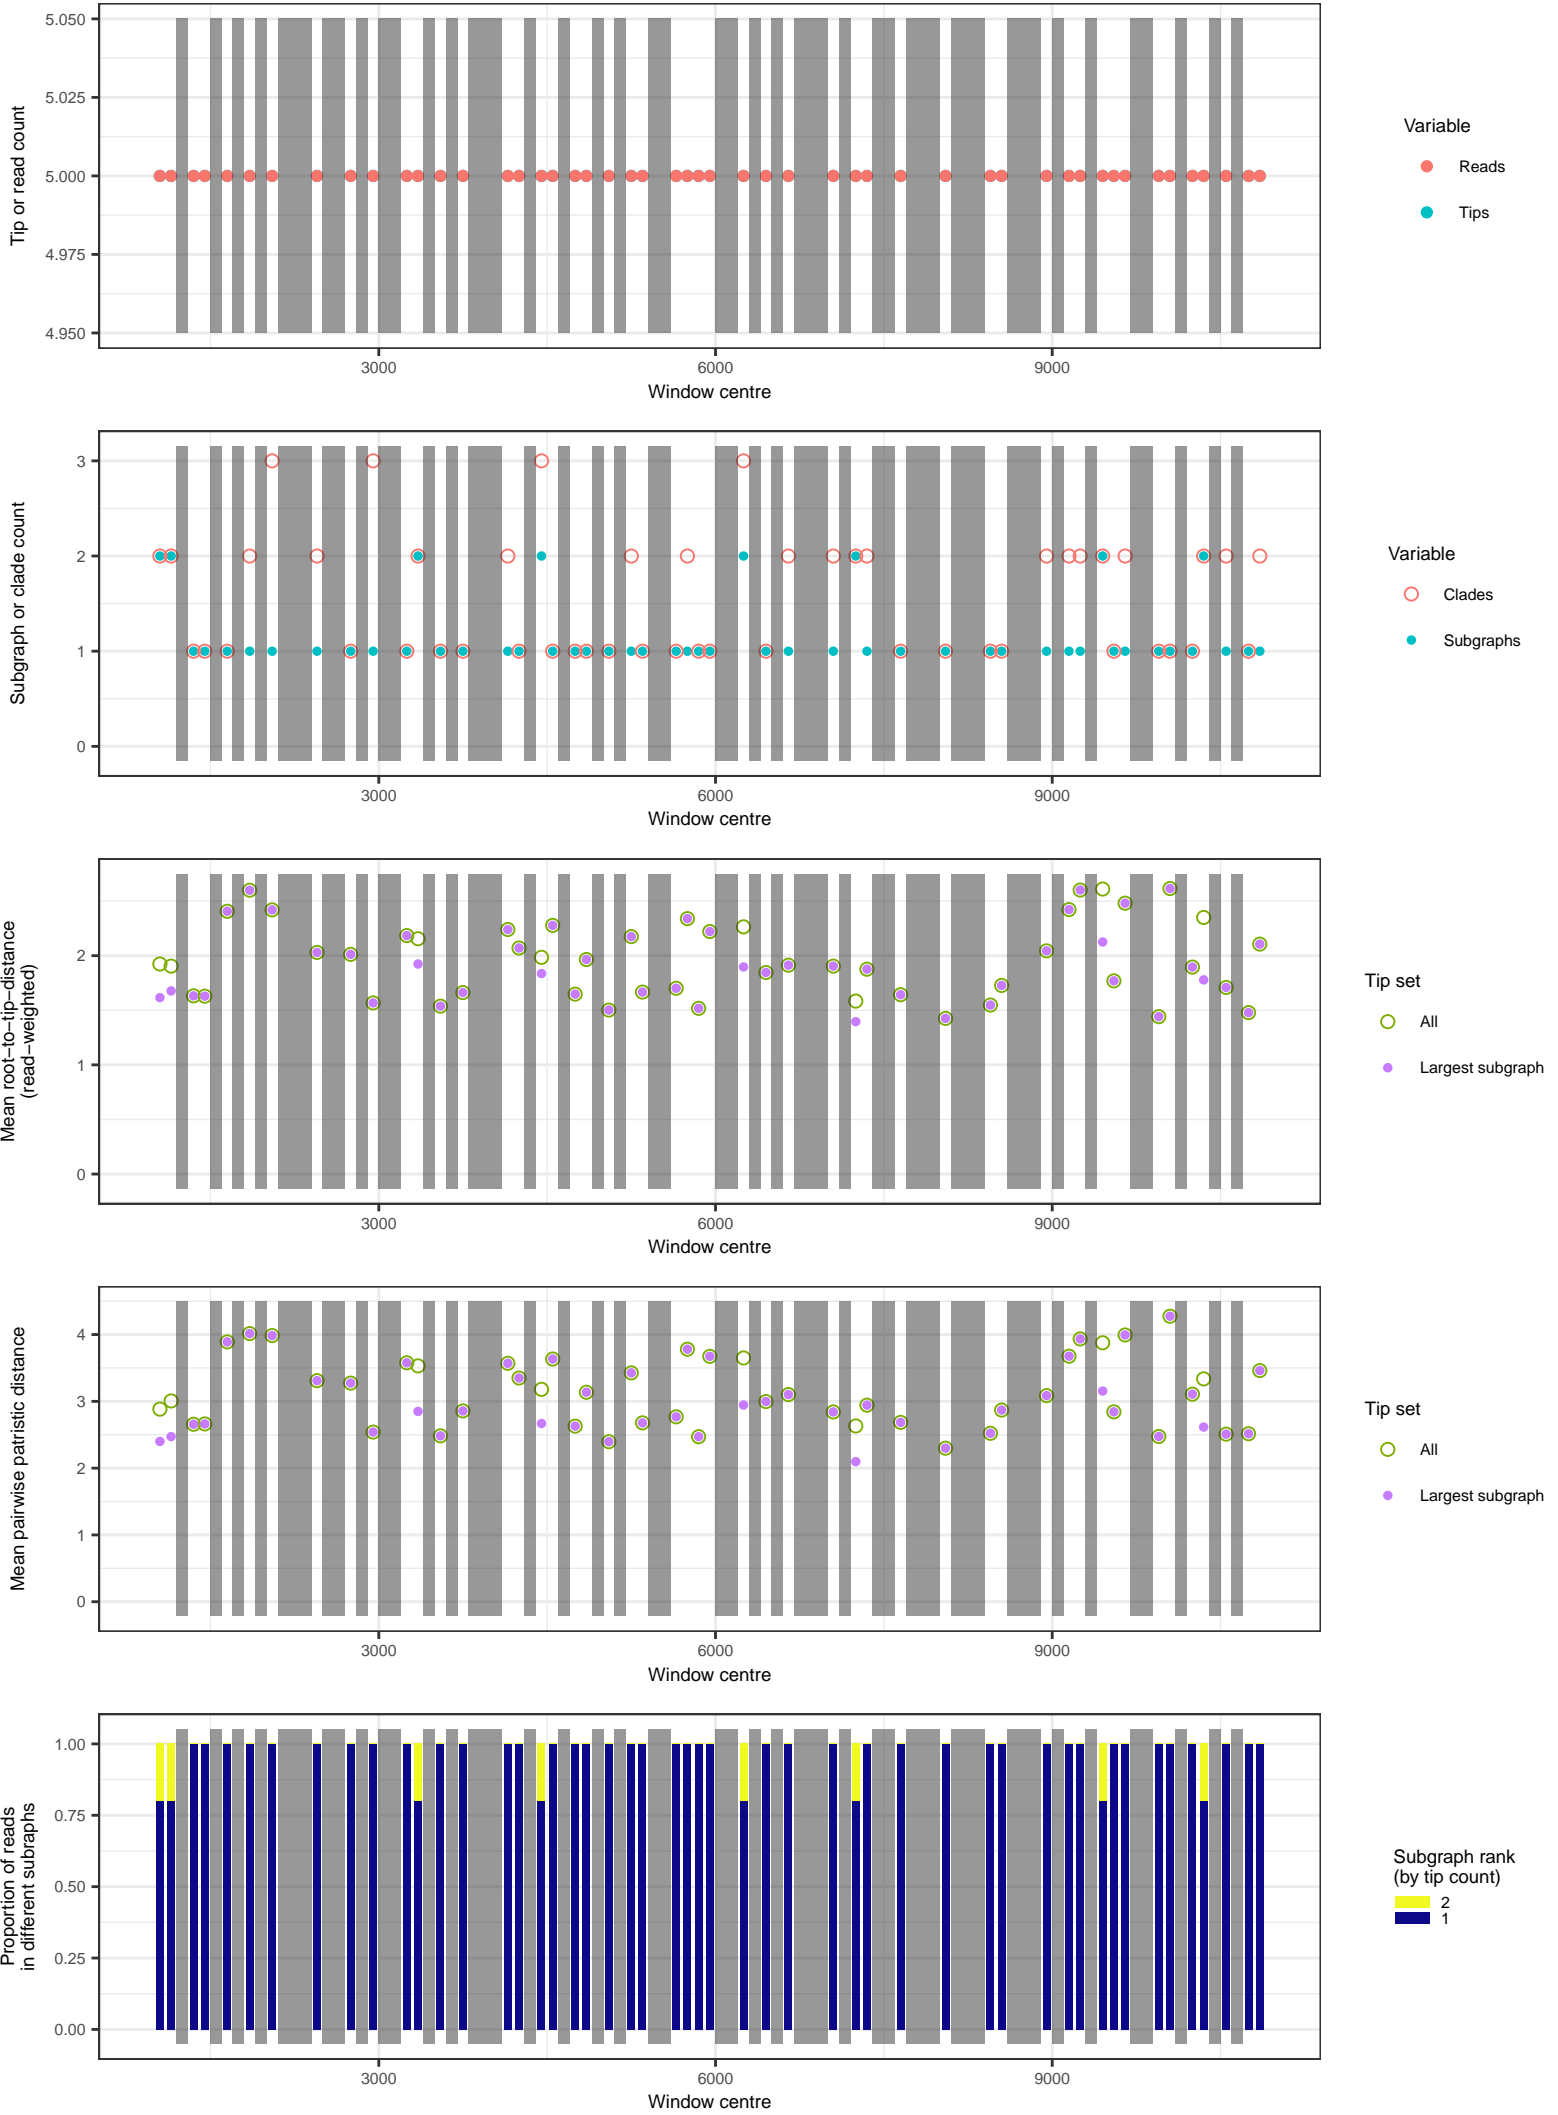 5.050
5.025
5.000
4.975
4.950
Tip or read count
3000 6000 9000
Window centre
Variable
Reads
Tips
3
2
1
0
Subgraph or clade count
3000 6000 9000
Window centre
Variable
Clades
Subgraphs
2
1
0
Mean root−to−tip−distance
(read−weighted)
3000 6000 9000
Window centre
Tip set
All
Largest subgraph
4
3
2
1
0
Mean pairwise patristic distance
3000 6000 9000
Window centre
Tip set
All
Largest subgraph
1.00
0.75
0.50
0.25
0.00
Proportion of reads
in different subraphs
3000 6000 9000
Window centre
Subgraph rank
(by tip count)
2
1